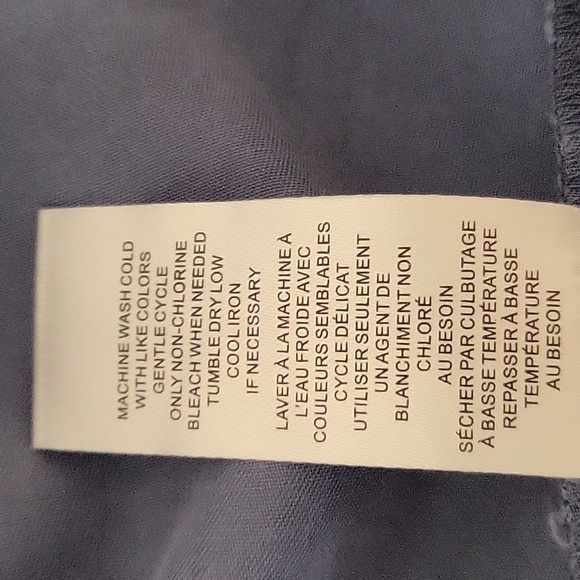 MACHINE WASH COLD
WITH LIKE COLORS
GENTLE CYCLE
ONLY NON-CHLORINE
BLEACH WHEN NEEDED
TUMBLE DRY LOW
COOL IRON
IF NECESSARY
LAVER À LA MACHINE À
L'EAU FROIDE AVEC
COULEURS SEMBLABLES
CYCLE DÉLICAT
UTILISER SEULEMENT
UN AGENT DE
BLANCHIMENT NON
CHLORÉ
AU BESOIN
SÉCHER PAR CULBUTAGE
À BASSE TEMPÉRATURE
REPASSER À BASSE
TEMPÉRATURE
AU BESOIN